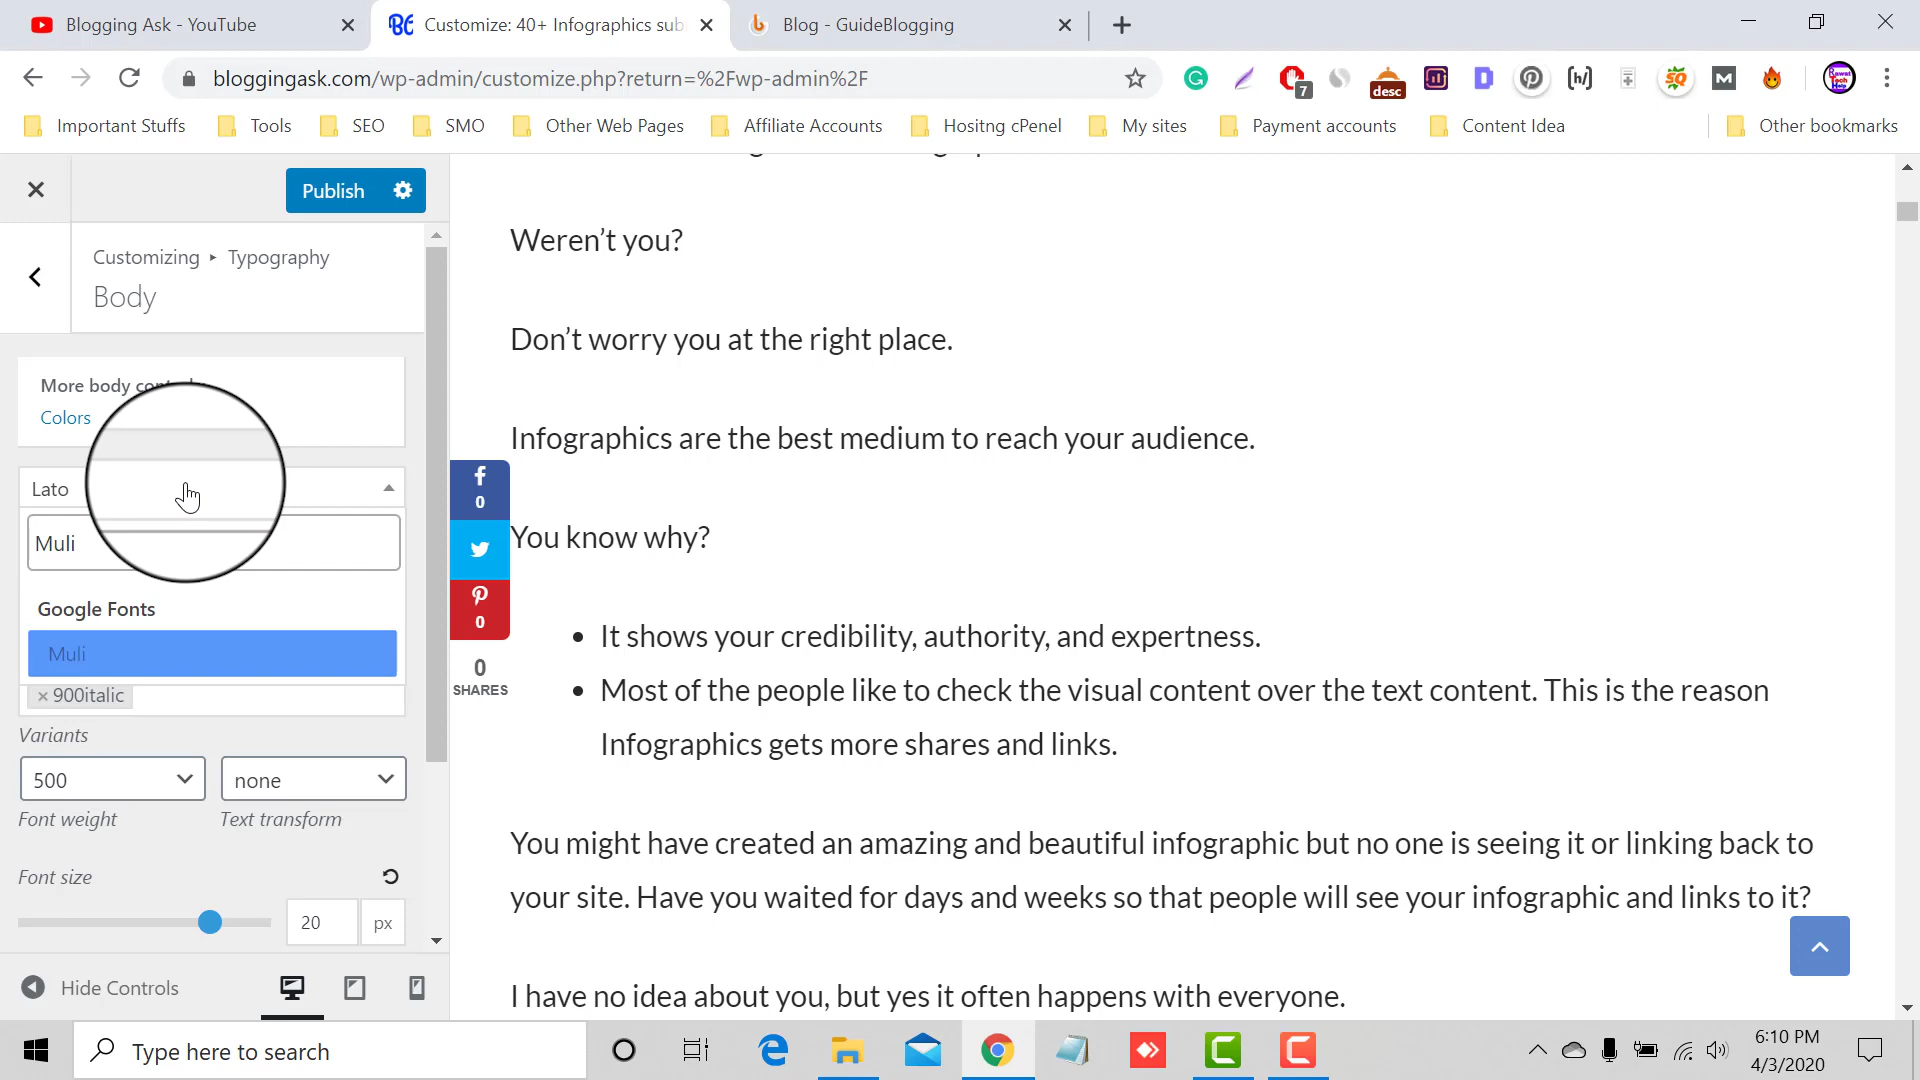 Blogging Ask - YouTube
Customize: 40+ Infographics sub
Blog - GuideBlogging
bloggingask.com/wp-admin/customize.php?return=%2Fwp-admin%2F
7
desc
Important Stuffs
Tools
SEO
SMO
Other Web Pages
Affiliate Accounts
Hositng cPenel
My sites
Payment accounts
Content Idea
Other bookmarks
Publish
Customizing ▸ Typography
Body
More body
Colors
Lato
Muli
Google Fonts
Muli
× 900italic
Variants
500
none
Font weight
Text transform
Font size
20
px
Hide Controls
Weren’t you?
Don’t worry you at the right place.
Infographics are the best medium to reach your audience.
You know why?
• It shows your credibility, authority, and expertness.
• Most of the people like to check the visual content over the text content. This is the reason
Infographics gets more shares and links.
You might have created an amazing and beautiful infographic but no one is seeing it or linking back to
your site. Have you waited for days and weeks so that people will see your infographic and links to it?
I have no idea about you, but yes it often happens with everyone.
0
0
0
SHARES
Type here to search
6:10 PM
4/3/2020